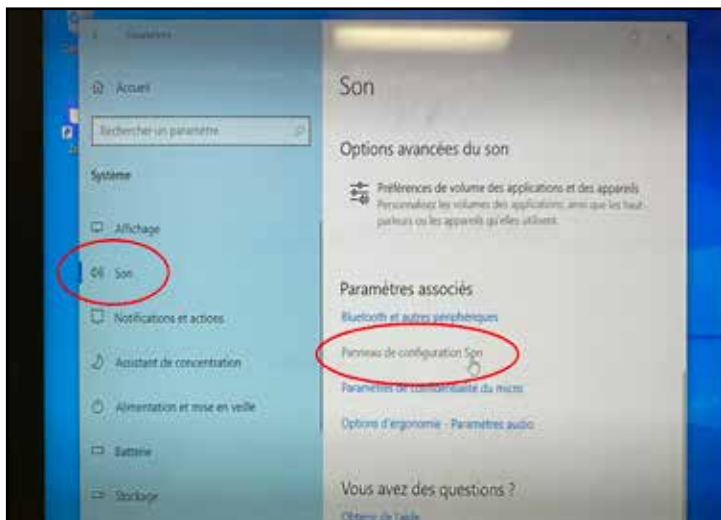 Paramètres
Accueil
Rechercher un paramètre
Système
Affichage
Son
Notifications et actions
Assistant de concentration
Alimentation et mise en veille
Batterie
Stockage
Son
Options avancées du son
Préférences de volume des applications et des appareils
Personnalisez les volumes des applications, ainsi que les haut-
parleurs ou les appareils qu'elles utilisent.
Paramètres associés
Bluetooth et autres périphériques
Panneau de configuration Son
Paramètres de confidentialité du micro
Options d'ergonomie - Paramètres audio
Vous avez des questions ?
Obtenir de l'aide